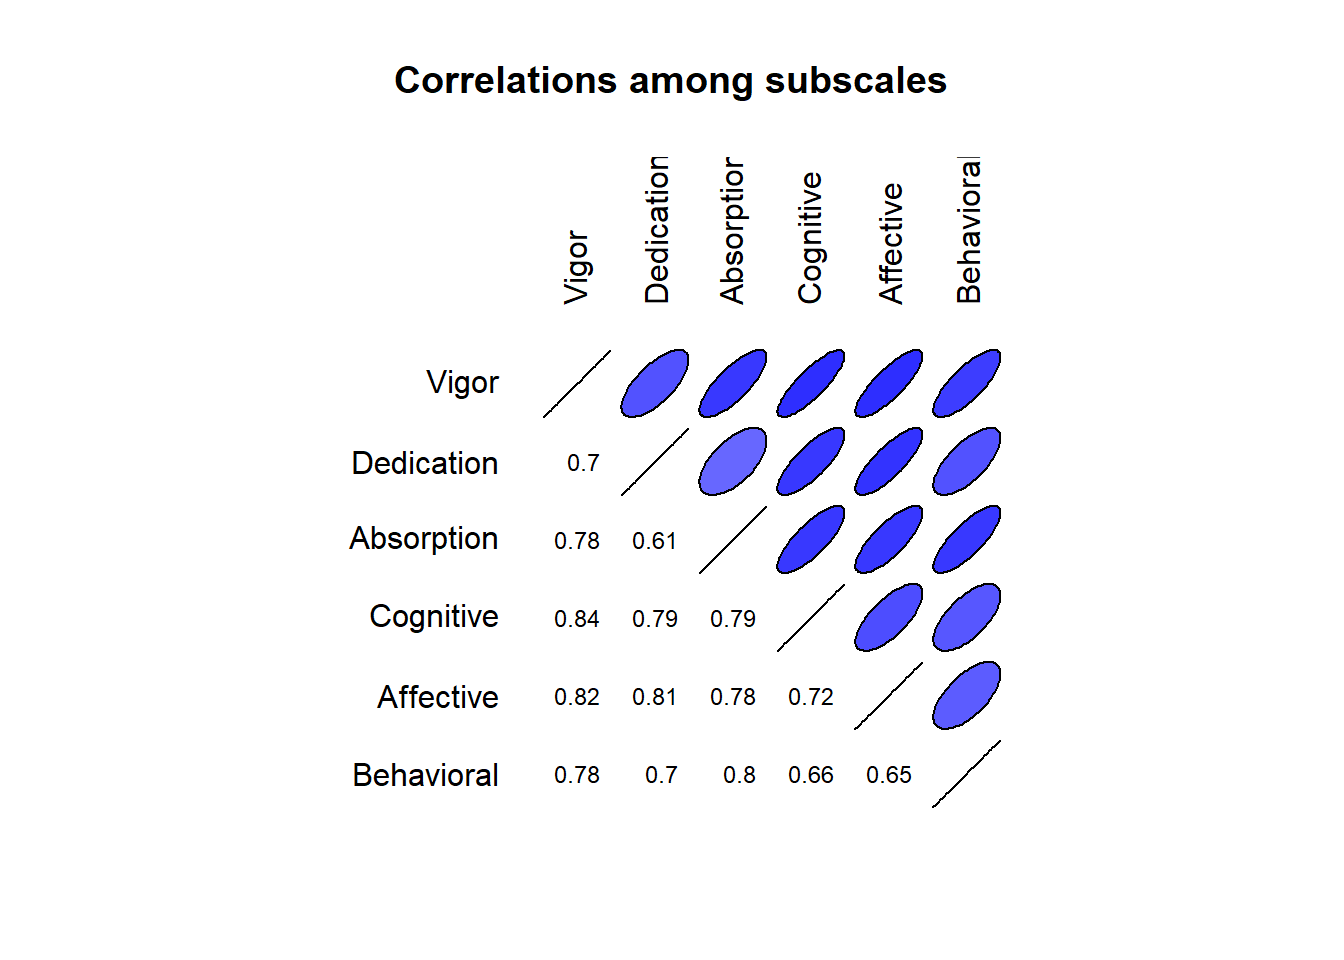 Correlations among subscales
Vigor Dedication Absorption Cognitive Affective Behavioral
Vigor
Dedication 0.7
Absorption 0.78 0.61
Cognitive 0.84 0.79 0.79
Affective 0.82 0.81 0.78 0.72
Behavioral 0.78 0.7 0.8 0.66 0.65